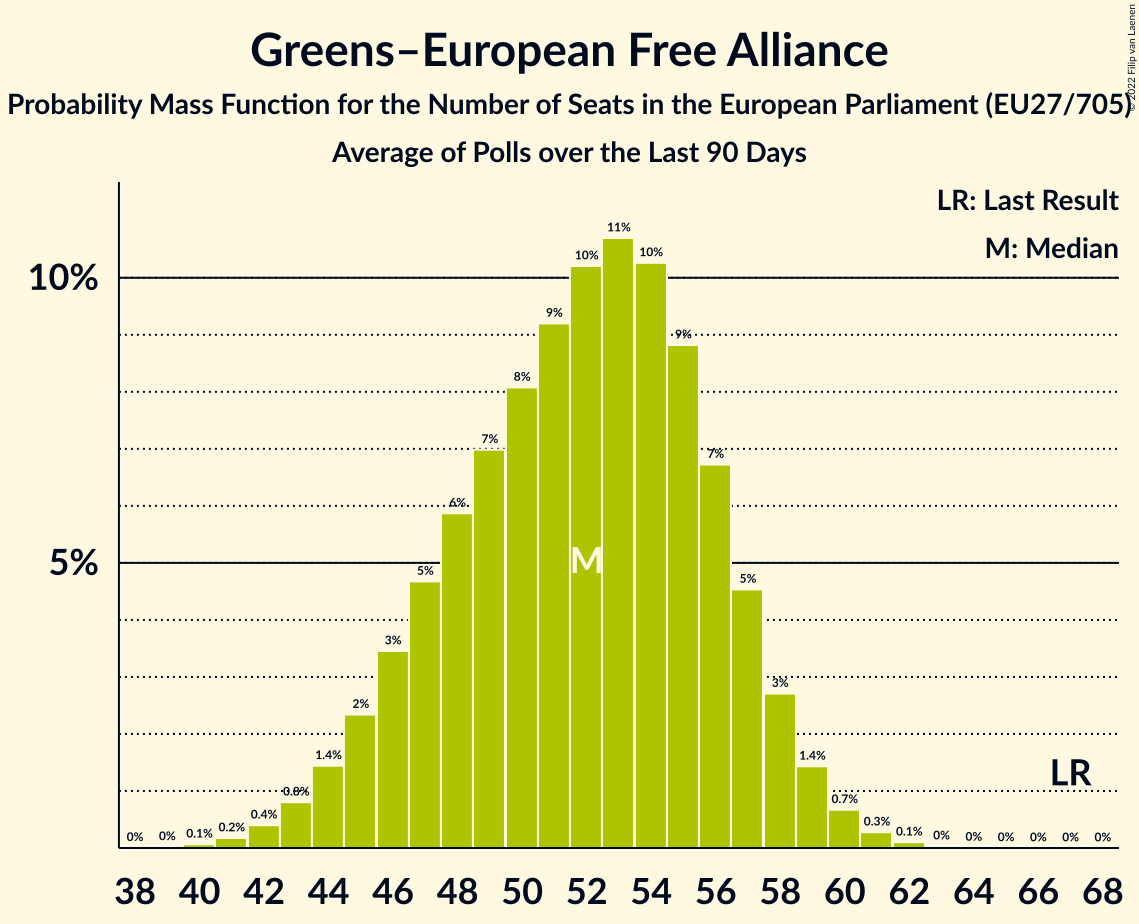 Greens–European Free Alliance
Probability Mass Function for the Number of Seats in the European Parliament (EU27/705)
Average of Polls over the Last 90 Days
© 2022 Filip van Laenen
LR: Last Result
M: Median
10%
5%
0% 0% 0.1% 0.2% 0.4% 0.8% 1.4% 2% 3% 5% 6% 7% 8% 9% 10% 11% 10% 9% 7% 5% 3% 1.4% 0.7% 0.3% 0.1% 0% 0% 0% 0% 0% 0%
M
LR
38 40 42 44 46 48 50 52 54 56 58 60 62 64 66 68